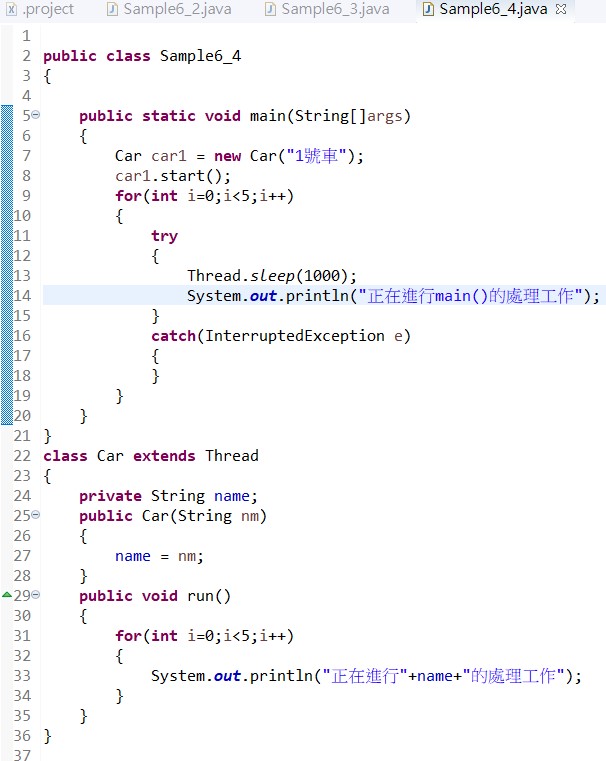 .project Sample6_2.java Sample6_3.java Sample6_4.java
1
2 public class Sample6_4
3 {
4
5 public static void main(String[]args)
6 {
7 Car car1 = new Car("1號車");
8 car1.start();
9 for(int i=0;i<5;i++)
10 {
11 try
12 {
13 Thread.sleep(1000);
14 System.out.println("正在進行main()的處理工作");
15 }
16 catch(InterruptedException e)
17 {
18 }
19 }
20 }
21 }
22 class Car extends Thread
23 {
24 private String name;
25 public Car(String nm)
26 {
27 name = nm;
28 }
29 public void run()
30 {
31 for(int i=0;i<5;i++)
32 {
33 System.out.println("正在進行"+name+"的處理工作");
34 }
35 }
36 }
37